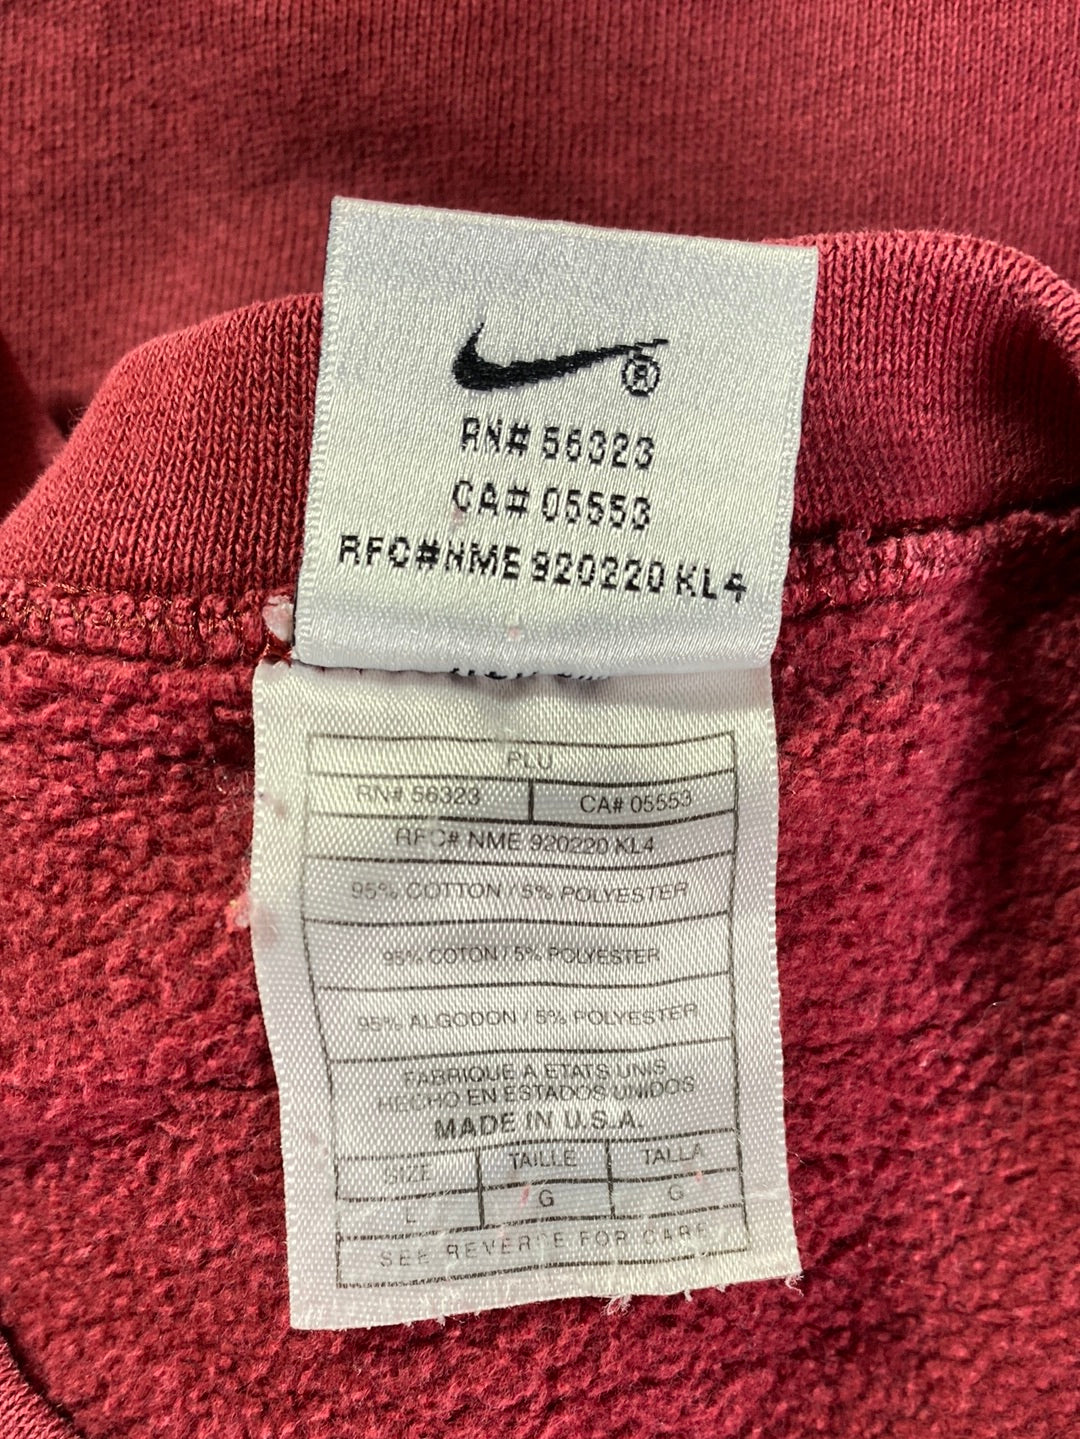 ®
RN# 56323
CA# 05553
RFC#NME 920220 KL4
PLU
RN# 56323 CA# 05553
RFC# NME 920220 KL4
95% COTTON / 5% POLYESTER
95% COTON / 5% POLYESTER
95% ALGODON / 5% POLYESTER
FABRIQUE A ETATS UNIS
HECHO EN ESTADOS UNIDOS
MADE IN U.S.A.
SIZE TAILLE TALLA
L G G
SEE REVERSE FOR CARE